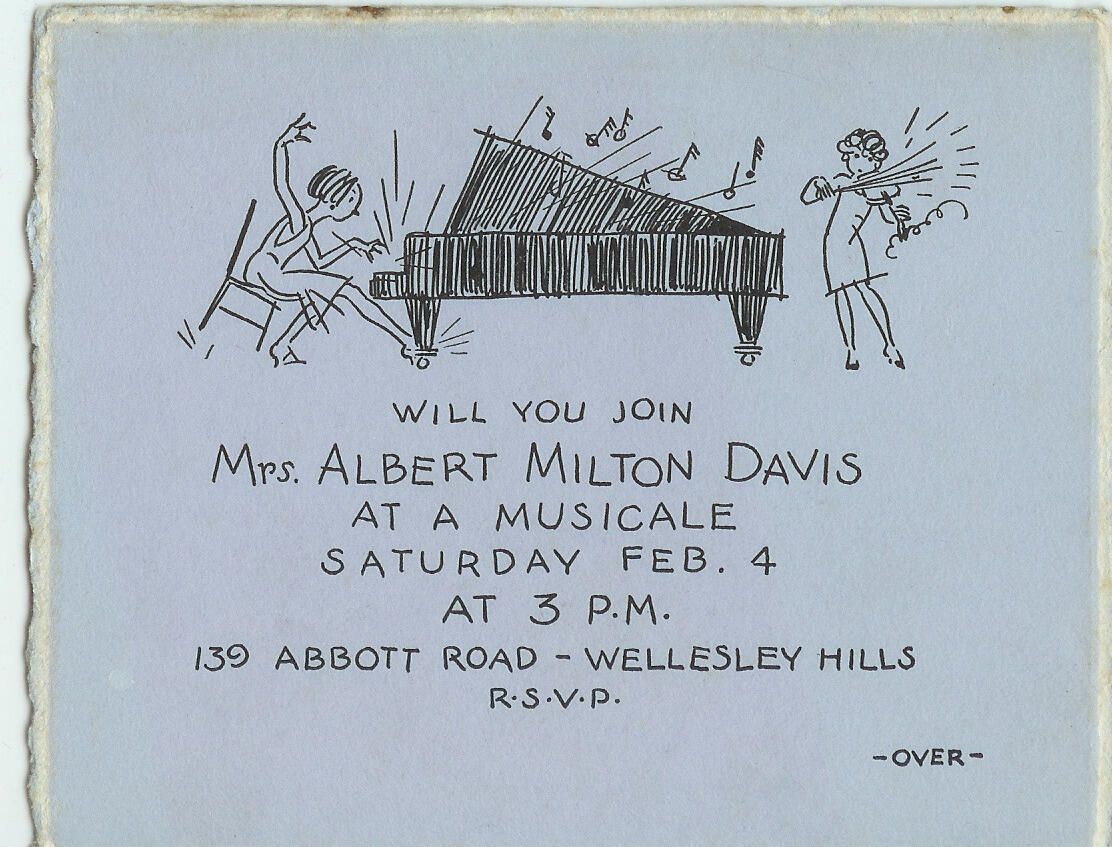 WILL YOU JOIN
Mrs. ALBERT MILTON DAVIS
AT A MUSICALE
SATURDAY FEB. 4
AT 3 P.M.
139 ABBOTT ROAD - WELLESLEY HILLS
R.S.V.P.
-OVER-